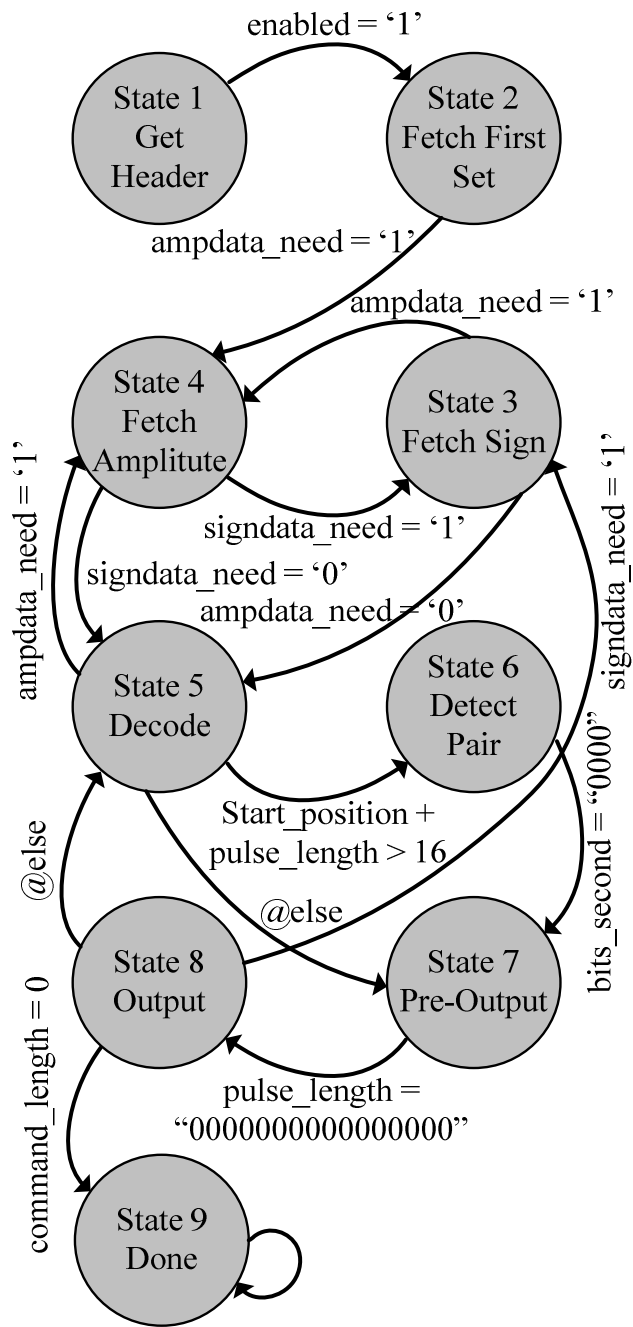 enabled = ‘1’
State 1
Get
Header
State 2
Fetch First
Set
ampdata_need = ‘1’
ampdata_need = ‘1’
State 4
Fetch
Amplitute
State 3
Fetch Sign
ampdata_need = ‘1’
signdata_need = ‘1’
signdata_need = ‘1’
signdata_need = ‘0’
ampdata_need = ‘0’
State 5
Decode
State 6
Detect
Pair
Start_position +
pulse_length > 16
bits_second = “0000”
@else
@else
State 8
Output
State 7
Pre-Output
command_length = 0
pulse_length =
“0000000000000000”
State 9
Done